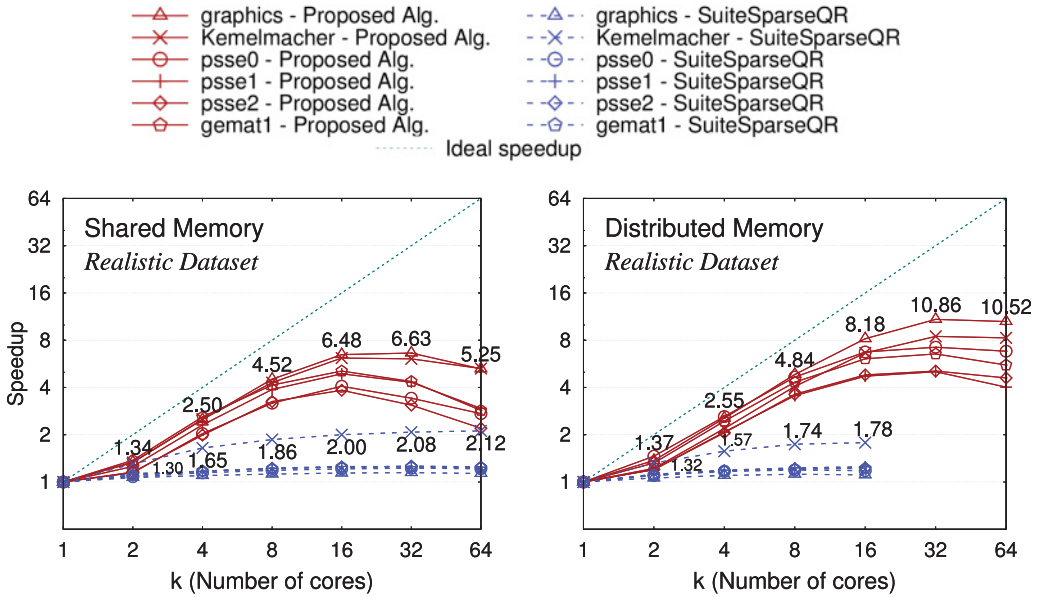 graphics - Proposed Alg.
Kemelmacher - Proposed Alg.
psse0 - Proposed Alg.
psse1 - Proposed Alg.
psse2 - Proposed Alg.
gemat1 - Proposed Alg.
graphics - SuiteSparseQR
Kemelmacher - SuiteSparseQR
psse0 - SuiteSparseQR
psse1 - SuiteSparseQR
psse2 - SuiteSparseQR
gemat1 - SuiteSparseQR
Ideal speedup
Shared Memory
Realistic Dataset
Speedup
64
32
16
8
4
2
1
1.34
2.50
4.52
6.48
6.63
5.25
1.30
1.65
1.86
2.00
2.08
2.12
1 2 4 8 16 32 64
k (Number of cores)
Distributed Memory
Realistic Dataset
64
32
16
8
4
2
1
1.37
2.55
4.84
8.18
10.86
10.52
1.32
1.57
1.74
1.78
1 2 4 8 16 32 64
k (Number of cores)